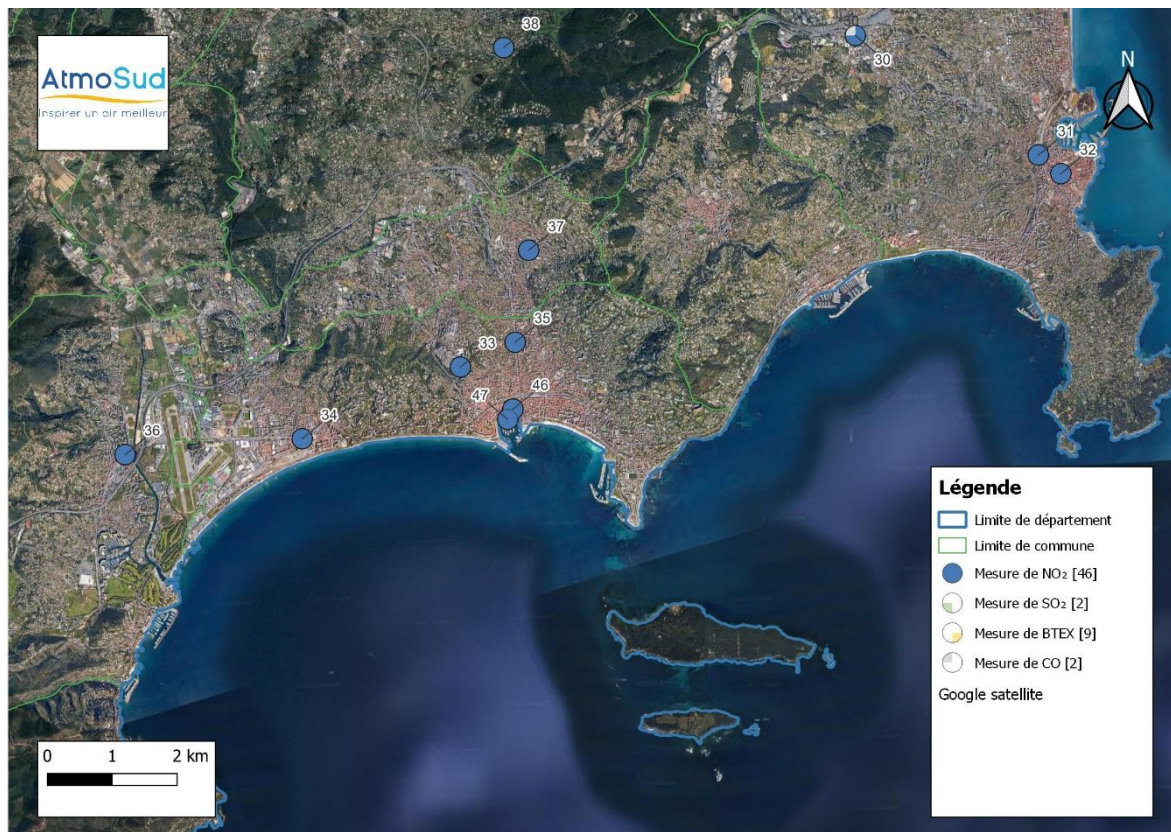 38
AtmoSud
Inspirer un air meilleur
30
N
31
32
37
35
33
46
47
34
36
Légende
Limite de département
Limite de commune
Mesure de NO₂ [46]
Mesure de SO₂ [2]
Mesure de BTEX [9]
Mesure de CO [2]
Google satellite
0 1 2 km